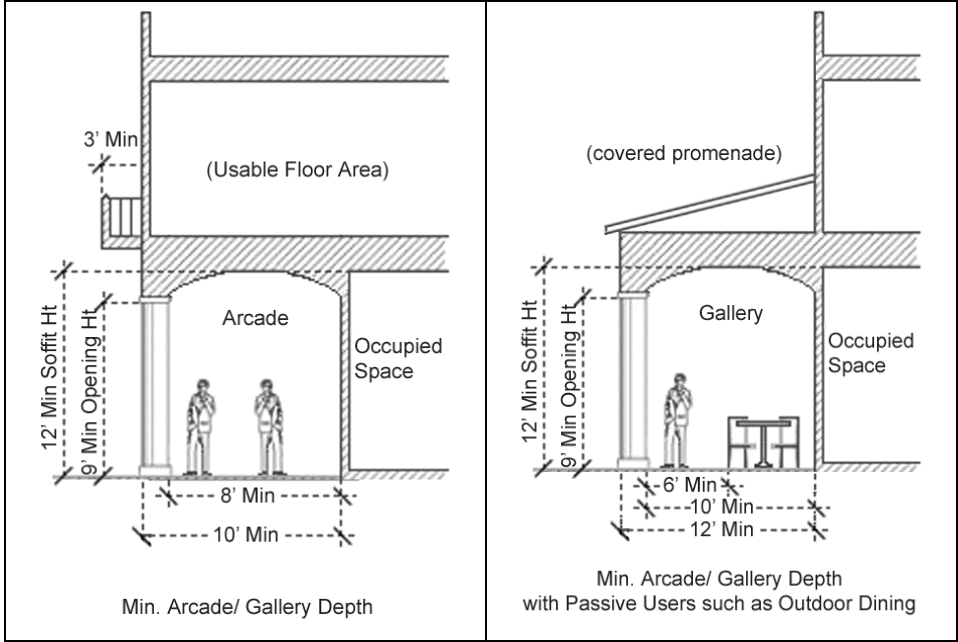 3’ Min
(Usable Floor Area)
12’ Min Soffit Ht
9’ Min Opening Ht
Arcade
Occupied
Space
8’ Min
10’ Min
Min. Arcade/ Gallery Depth
(covered promenade)
12’ Min Soffit Ht
9’ Min Opening Ht
Gallery
Occupied
Space
6’ Min
10’ Min
12’ Min
Min. Arcade/ Gallery Depth
with Passive Users such as Outdoor Dining